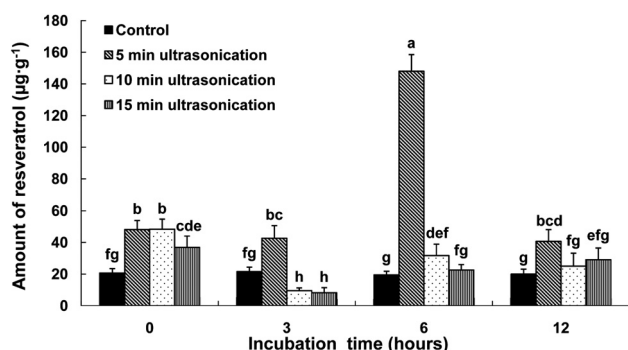 Amount of resveratrol (µg·g⁻¹)
180
160
140
120
100
80
60
40
20
0
Control
5 min ultrasonication
10 min ultrasonication
15 min ultrasonication
fg b b cde
fg bc h h
g a def fg
g bcd fg efg
0 3 6 12
Incubation time (hours)